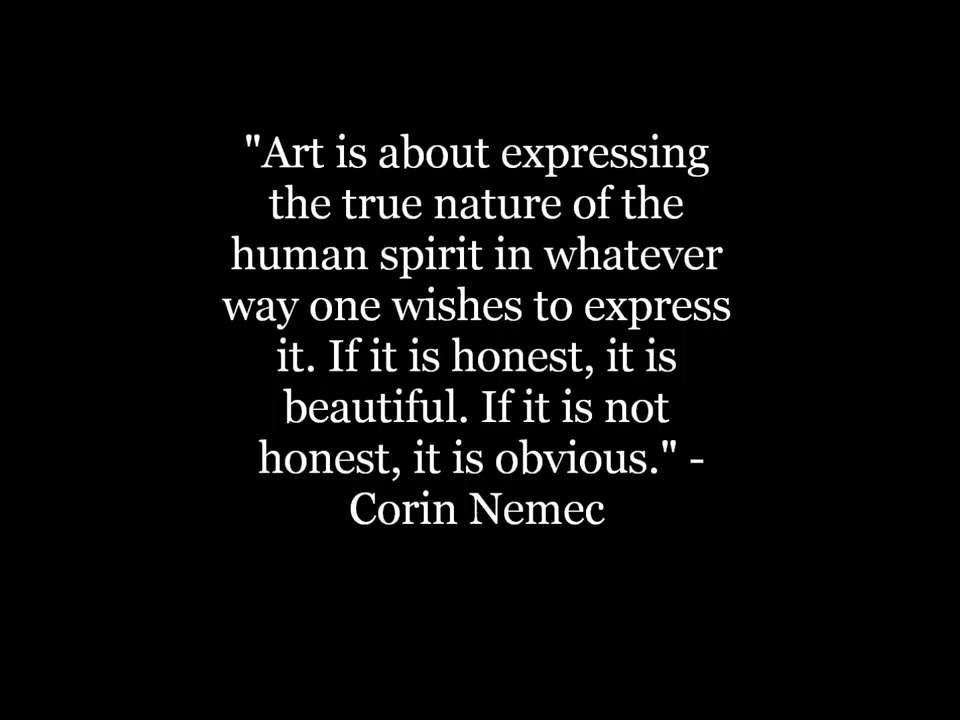 "Art is about expressing
the true nature of the
human spirit in whatever
way one wishes to express
it. If it is honest, it is
beautiful. If it is not
honest, it is obvious." -
Corin Nemec